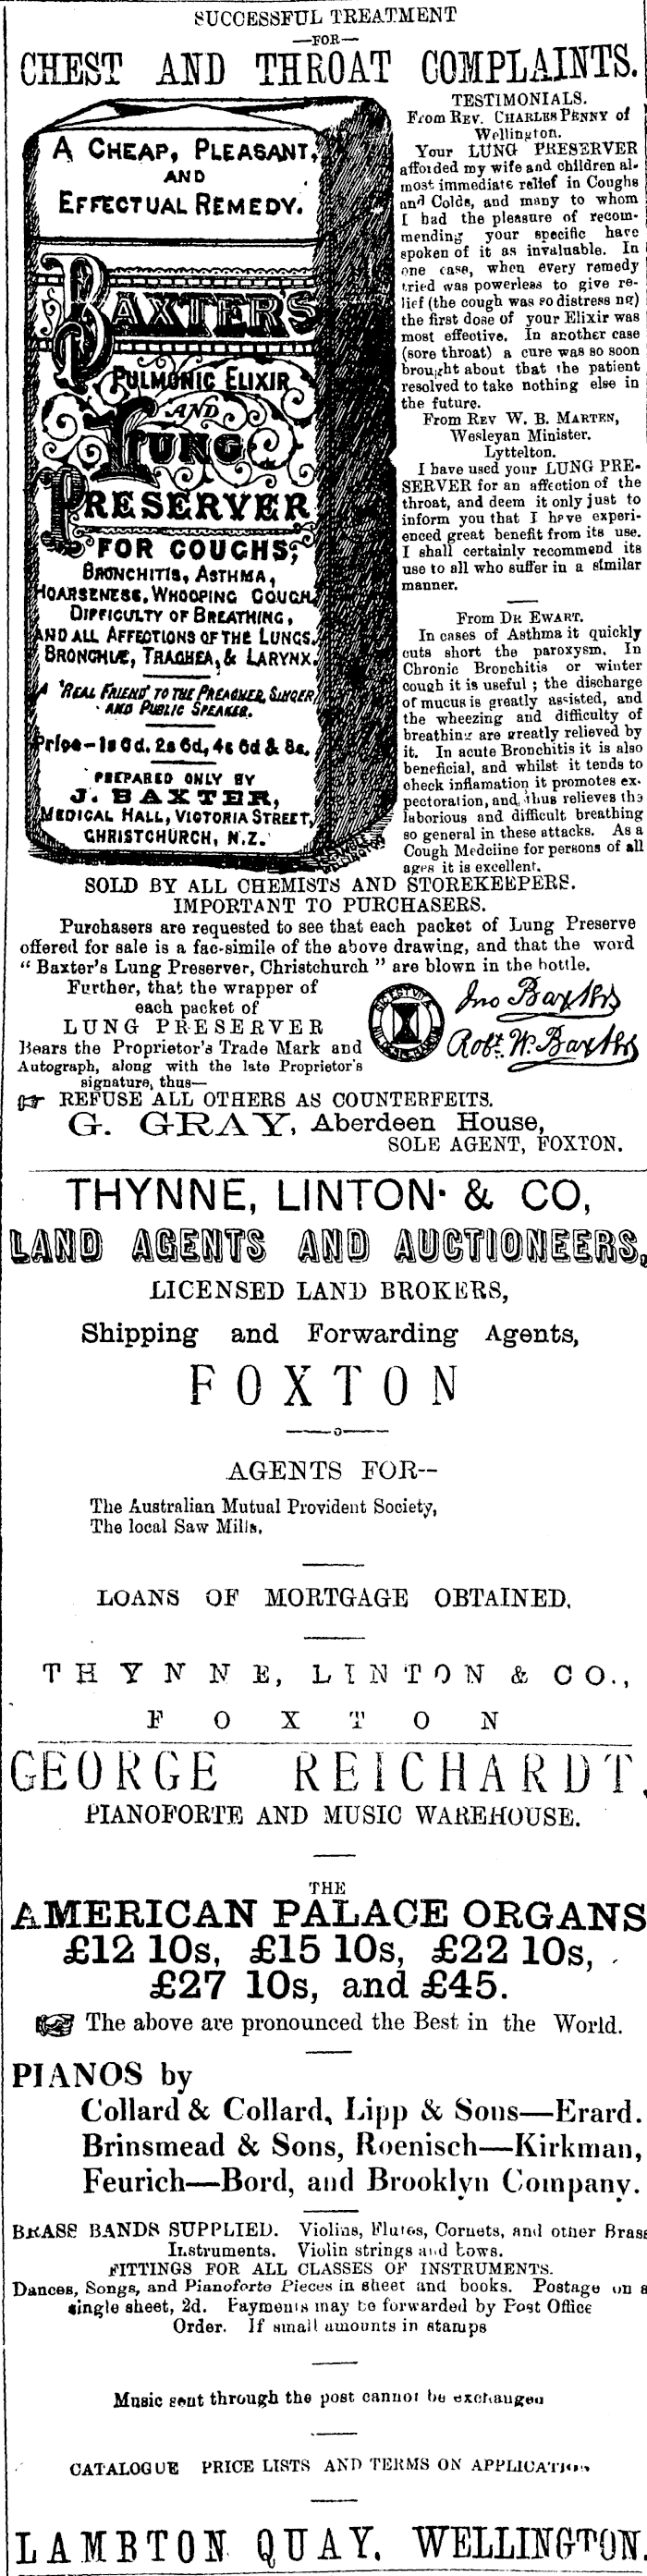 SUCCESSFUL TREATMENT
—FOR—
CHEST AND THROAT COMPLAINTS.
A CHEAP, PLEASANT,
AND
EFFECTUAL REMEDY.
BAXTER'S
PULMONIC ELIXIR
AND
LUNG
PRESERVER
FOR COUGHS,
BRONCHITIS, ASTHMA,
HOARSENESS, WHOOPING COUGH,
DIFFICULTY OF BREATHING,
AND ALL AFFECTIONS OF THE LUNGS.
BRONCHIÆ, TRACHEA, & LARYNX.
A 'REAL FRIEND' TO THE PREACHER, SINGER,
AND PUBLIC SPEAKER.
Price—1s 6d. 2s 6d, 4s 6d & 8s.
PREPARED ONLY BY
J. BAXTER,
MEDICAL HALL, VICTORIA STREET,
CHRISTCHURCH, N.Z.
TESTIMONIALS.
From REV. CHARLES PENNY of
Wellington.
Your LUNG PRESERVER
afforded my wife and children al-
most immediate relief in Coughs
and Colds, and many to whom
I had the pleasure of recom-
mending your specific have
spoken of it as invaluable. In
one case, when every remedy
tried was powerless to give re-
lief (the cough was so distress ng)
the first dose of your Elixir was
most effective. In another case
(sore throat) a cure was so soon
brought about that the patient
resolved to take nothing else in
the future.
From REV W. B. MARTEN,
Wesleyan Minister.
Lyttelton.
I have used your LUNG PRE-
SERVER for an affection of the
throat, and deem it only just to
inform you that I have experi-
enced great benefit from its use.
I shall certainly recommend its
use to all who suffer in a similar
manner.
From DR EWART.
In cases of Asthma it quickly
cuts short the paroxysm. In
Chronic Bronchitis or winter
cough it is useful ; the discharge
of mucus is greatly assisted, and
the wheezing and difficulty of
breathing are greatly relieved by
it. In acute Bronchitis it is also
beneficial, and whilst it tends to
check inflamation it promotes ex-
pectoration, and, thus relieves the
laborious and difficult breathing
so general in these attacks. As a
Cough Medciine for persons of all
ages it is excellent.
SOLD BY ALL CHEMISTS AND STOREKEEPERS.
IMPORTANT TO PURCHASERS.
Purchasers are requested to see that each packet of Lung Preserve
offered for sale is a fac-simile of the above drawing, and that the word
" Baxter's Lung Preserver, Christchurch " are blown in the bottle.
Further, that the wrapper of
each packet of
LUNG PRESERVER
Bears the Proprietor's Trade Mark and
Autograph, along with the late Proprietor's
signature, thus—
Jno Baxter
Robt. W. Baxter
REFUSE ALL OTHERS AS COUNTERFEITS.
G. GRAY, Aberdeen House,
SOLE AGENT, FOXTON.
THYNNE, LINTON· & CO,
LAND AGENTS AND AUCTIONEERS,
LICENSED LAND BROKERS,
Shipping and Forwarding Agents,
FOXTON
——o——
AGENTS FOR--
The Australian Mutual Provident Society,
The local Saw Mills.
LOANS OF MORTGAGE OBTAINED.
THYNNE, LINTON & CO.,
FOXTON
GEORGE REICHARDT,
PIANOFORTE AND MUSIC WAREHOUSE.
THE
AMERICAN PALACE ORGANS
£12 10s, £15 10s, £22 10s,
£27 10s, and £45.
The above are pronounced the Best in the World.
PIANOS by
Collard & Collard, Lipp & Sons—Erard.
Brinsmead & Sons, Roenisch—Kirkman,
Feurich—Bord, and Brooklyn Company.
BRASS BANDS SUPPLIED. Violins, Flutes, Cornets, and other Brass
Instruments. Violin strings and bows.
FITTINGS FOR ALL CLASSES OF INSTRUMENTS.
Dances, Songs, and Pianoforte Pieces in sheet and books. Postage on a
single sheet, 2d. Payments may be forwarded by Post Office
Order. If small amounts in stamps
Music sent through the post cannot be exchanged
CATALOGUE PRICE LISTS AND TERMS ON APPLICATION
LAMBTON QUAY, WELLINGTON.